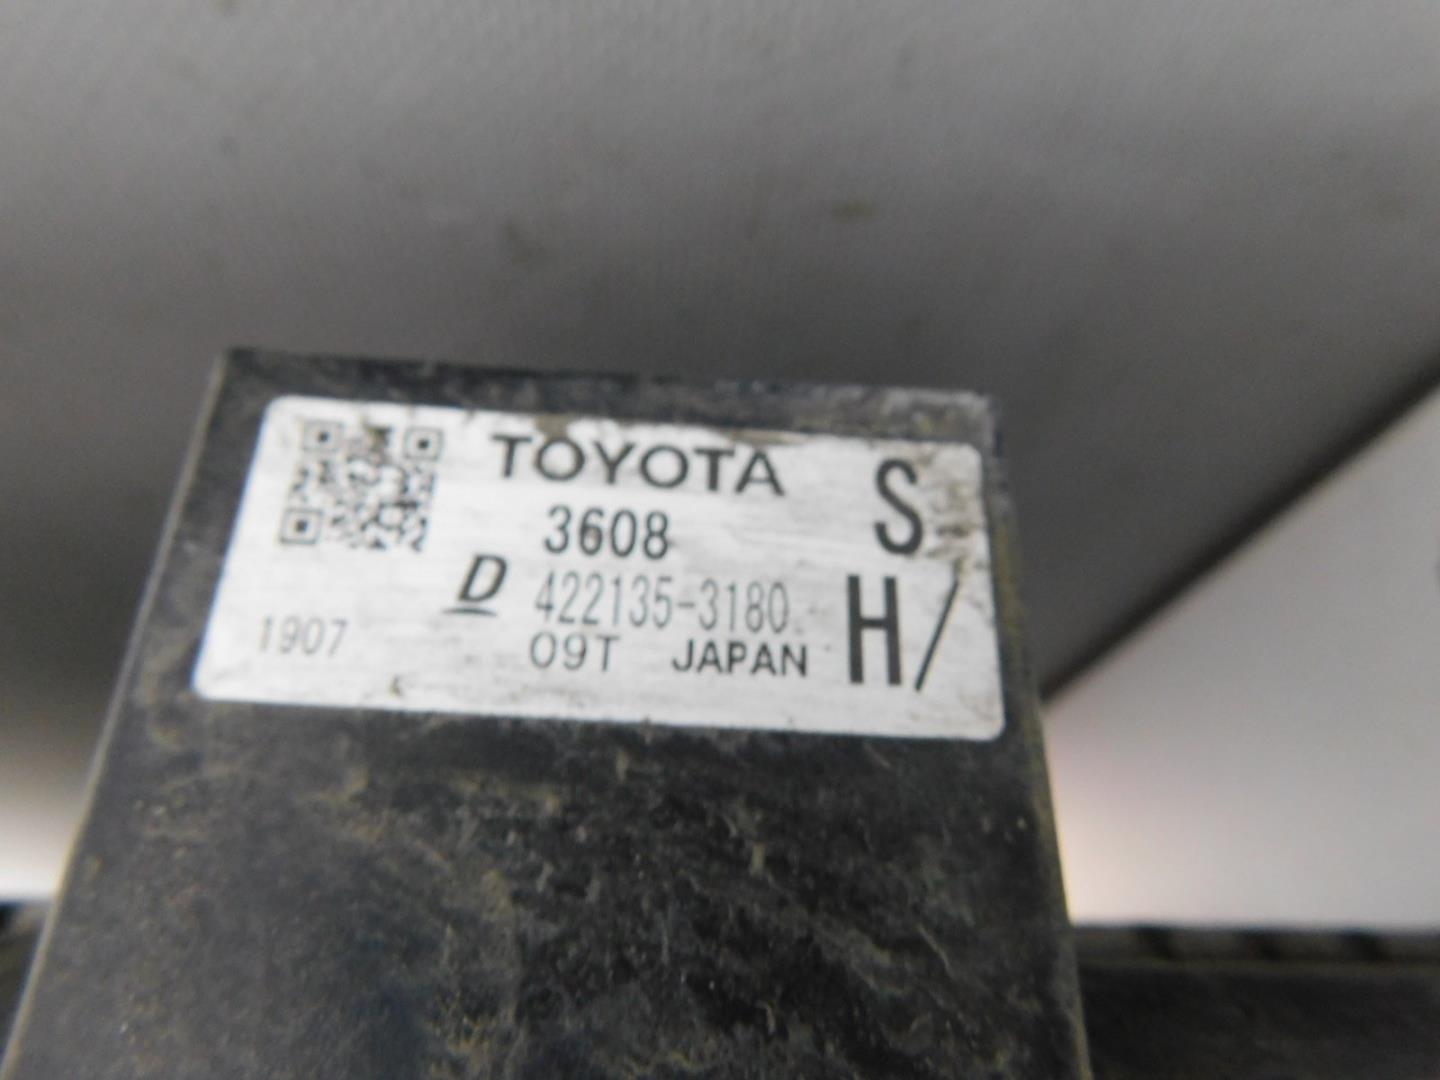 TOYOTA S
3608
D 422135-3180 H/
1907 09T JAPAN